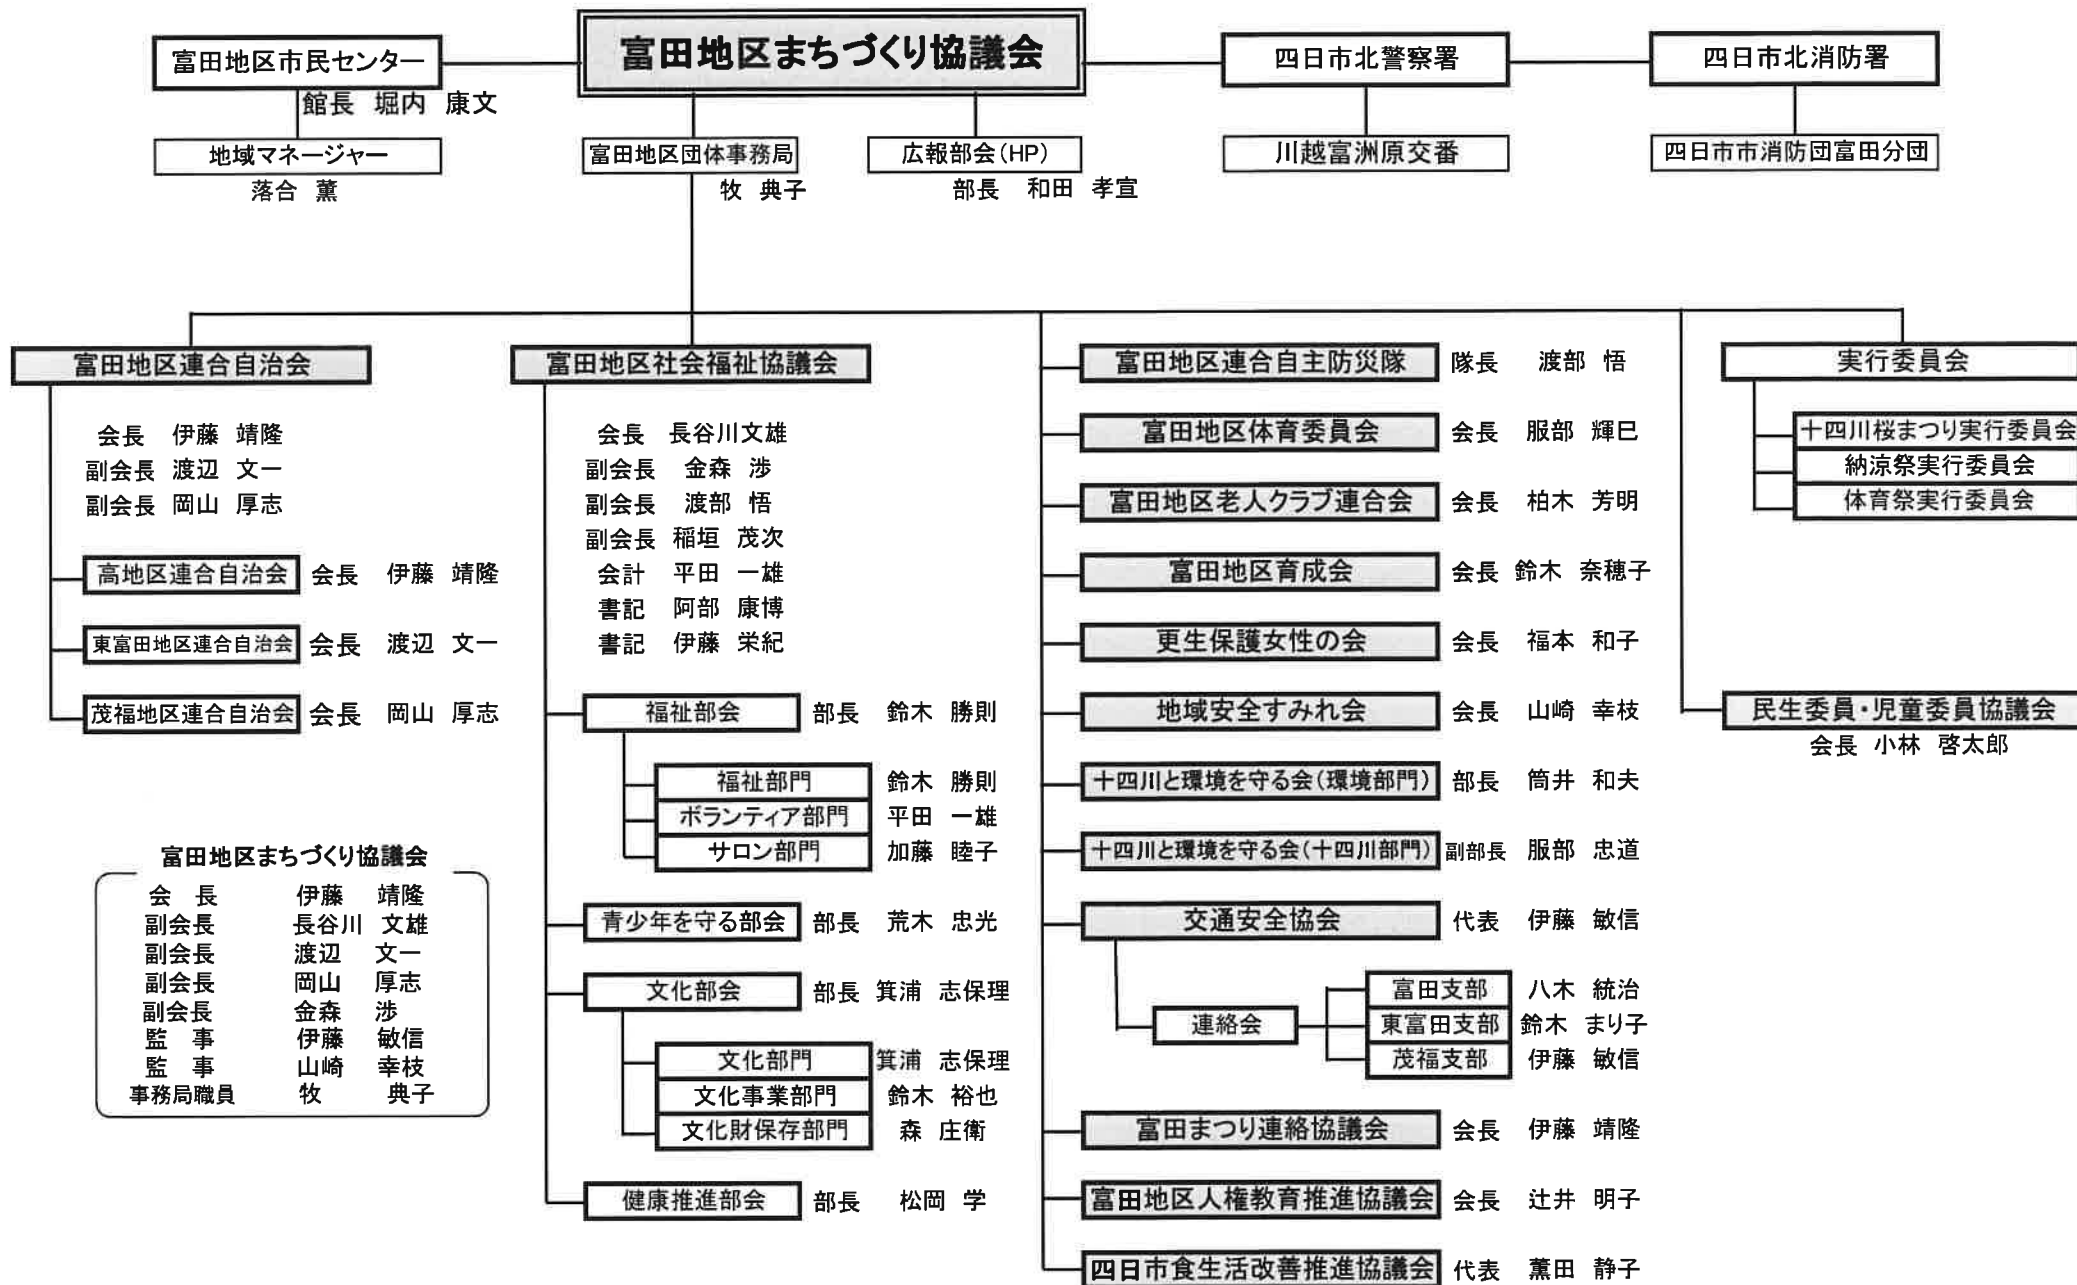 富田地区まちづくり協議会
富田地区市民センター
館長 堀内 康文
地域マネージャー
落合 薫
富田地区団体事務局
牧 典子
広報部会(HP)
部長 和田 孝宣
四日市北警察署
川越富洲原交番
四日市北消防署
四日市市消防団富田分団
富田地区連合自治会
会長 伊藤 靖隆
副会長 渡辺 文一
副会長 岡山 厚志
高地区連合自治会 会長 伊藤 靖隆
東富田地区連合自治会 会長 渡辺 文一
茂福地区連合自治会 会長 岡山 厚志
富田地区まちづくり協議会
会 長 伊藤 靖隆
副会長 長谷川 文雄
副会長 渡辺 文一
副会長 岡山 厚志
副会長 金森 渉
監 事 伊藤 敏信
監 事 山崎 幸枝
事務局職員 牧 典子
富田地区社会福祉協議会
会長 長谷川文雄
副会長 金森 渉
副会長 渡部 悟
副会長 稲垣 茂次
会計 平田 一雄
書記 阿部 康博
書記 伊藤 栄紀
福祉部会 部長 鈴木 勝則
福祉部門 鈴木 勝則
ボランティア部門 平田 一雄
サロン部門 加藤 睦子
青少年を守る部会 部長 荒木 忠光
文化部会 部長 箕浦 志保理
文化部門 箕浦 志保理
文化事業部門 鈴木 裕也
文化財保存部門 森 庄衛
健康推進部会 部長 松岡 学
富田地区連合自主防災隊 隊長 渡部 悟
富田地区体育委員会 会長 服部 輝巳
富田地区老人クラブ連合会 会長 柏木 芳明
富田地区育成会 会長 鈴木 奈穂子
更生保護女性の会 会長 福本 和子
地域安全すみれ会 会長 山崎 幸枝
十四川と環境を守る会(環境部門) 部長 筒井 和夫
十四川と環境を守る会(十四川部門) 副部長 服部 忠道
交通安全協会 代表 伊藤 敏信
連絡会
富田支部 八木 統治
東富田支部 鈴木 まり子
茂福支部 伊藤 敏信
富田まつり連絡協議会 会長 伊藤 靖隆
富田地区人権教育推進協議会 会長 辻井 明子
四日市食生活改善推進協議会 代表 薫田 静子
実行委員会
十四川桜まつり実行委員会
納涼祭実行委員会
体育祭実行委員会
民生委員・児童委員協議会
会長 小林 啓太郎